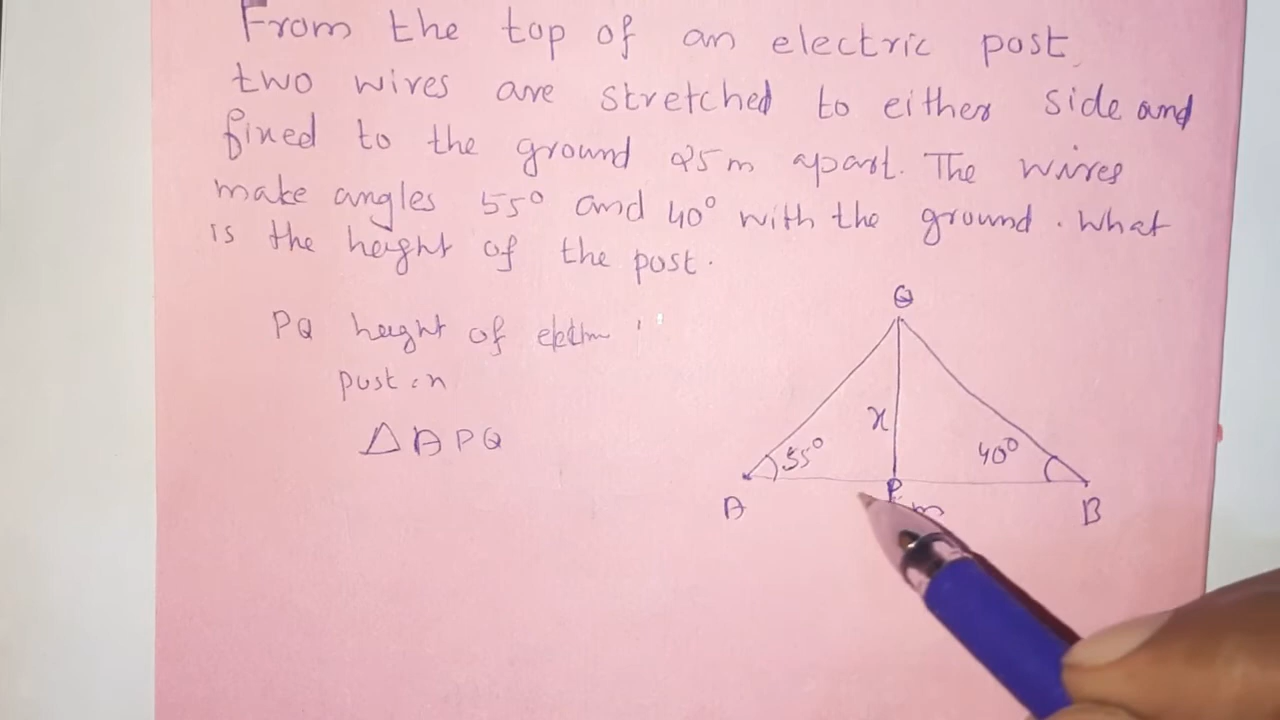 From the top of an electric post,
two wires are stretched to either side and
fixed to the ground 25m apart. The wires
make angles 55° and 40° with the ground. What
is the height of the post.
PQ height of
post
△APQ
Q
x
55°
40°
P
m
A
B